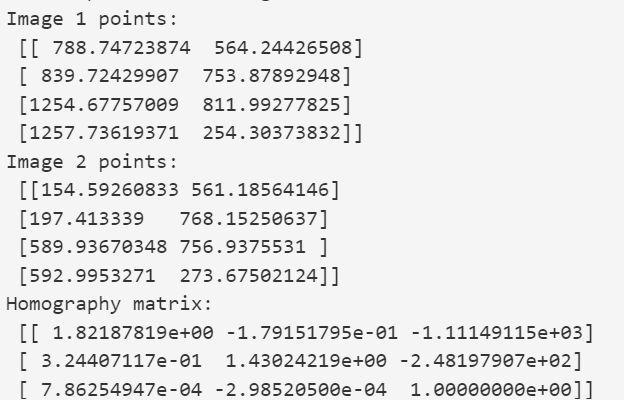 Image 1 points:
[[ 788.74723874  564.24426508]
[ 839.72429907  753.87892948]
[1254.67757009  811.99277825]
[1257.73619371  254.30373832]]
Image 2 points:
[[154.59260833 561.18564146]
[197.413339   768.15250637]
[589.93670348 756.9375531 ]
[592.9953271  273.67502124]]
Homography matrix:
[[ 1.82187819e+00 -1.79151795e-01 -1.11149115e+03]
[ 3.24407117e-01  1.43024219e+00 -2.48197907e+02]
[ 7.86254947e-04 -2.98520500e-04  1.00000000e+00]]